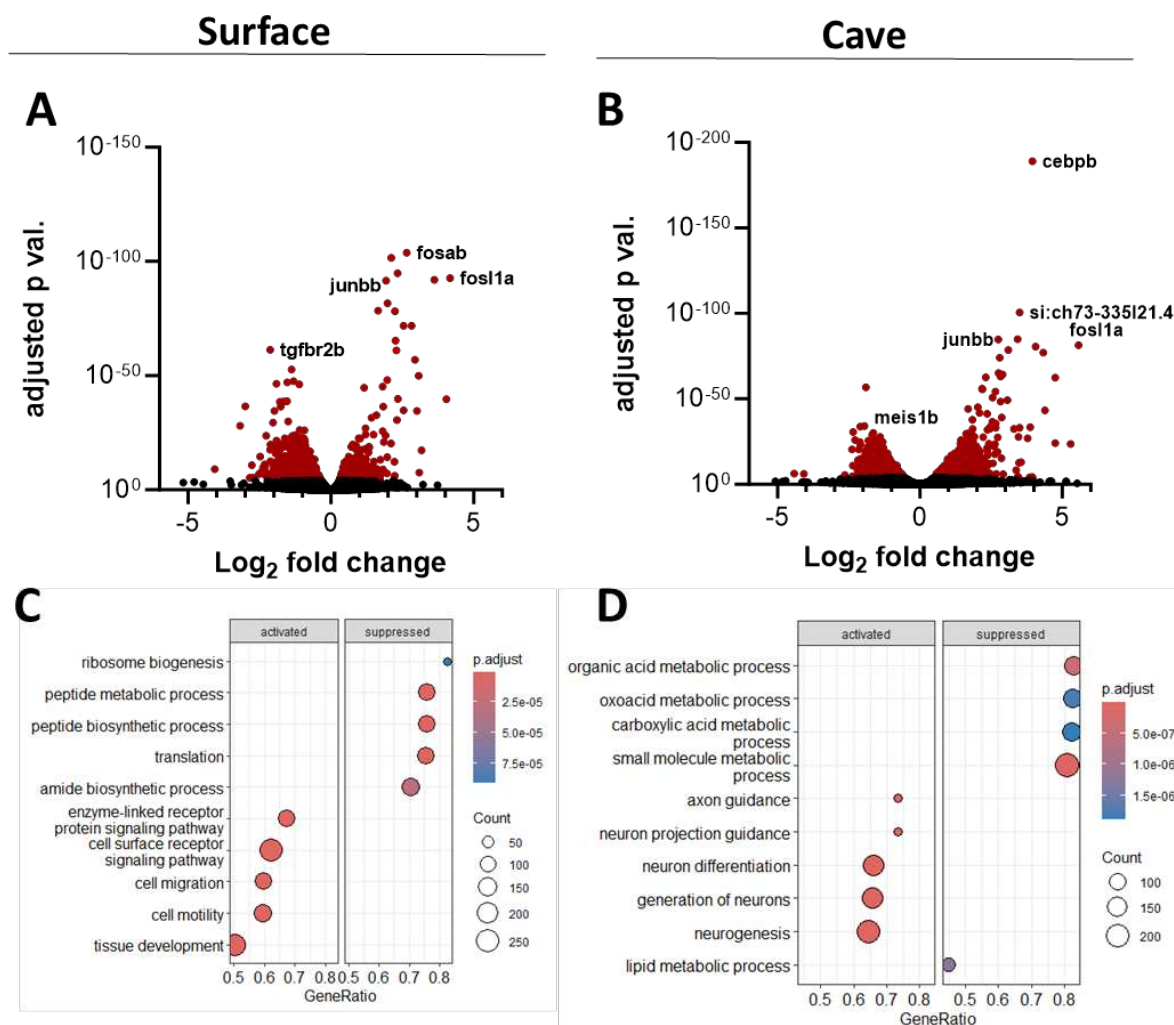 Surface
Cave
A
10-150
10-100
10-50
100
adjusted p val.
fosab
junbb
fosl1a
tgfbr2b
-5 0 5
Log2 fold change
B
10-200
10-150
10-100
10-50
100
adjusted p val.
cebpb
si:ch73-335l21.4
fosl1a
junbb
meis1b
-5 0 5
Log2 fold change
C
activated suppressed
ribosome biogenesis
peptide metabolic process
peptide biosynthetic process
translation
amide biosynthetic process
enzyme-linked receptor
protein signaling pathway
cell surface receptor
signaling pathway
cell migration
cell motility
tissue development
0.5 0.6 0.7 0.8 0.5 0.6 0.7 0.8
GeneRatio
p.adjust
2.5e-05
5.0e-05
7.5e-05
Count
50
100
150
200
250
D
activated suppressed
organic acid metabolic process
oxoacid metabolic process
carboxylic acid metabolic
process
small molecule metabolic
process
axon guidance
neuron projection guidance
neuron differentiation
generation of neurons
neurogenesis
lipid metabolic process
0.5 0.6 0.7 0.8 0.5 0.6 0.7 0.8
GeneRatio
p.adjust
5.0e-07
1.0e-06
1.5e-06
Count
100
150
200